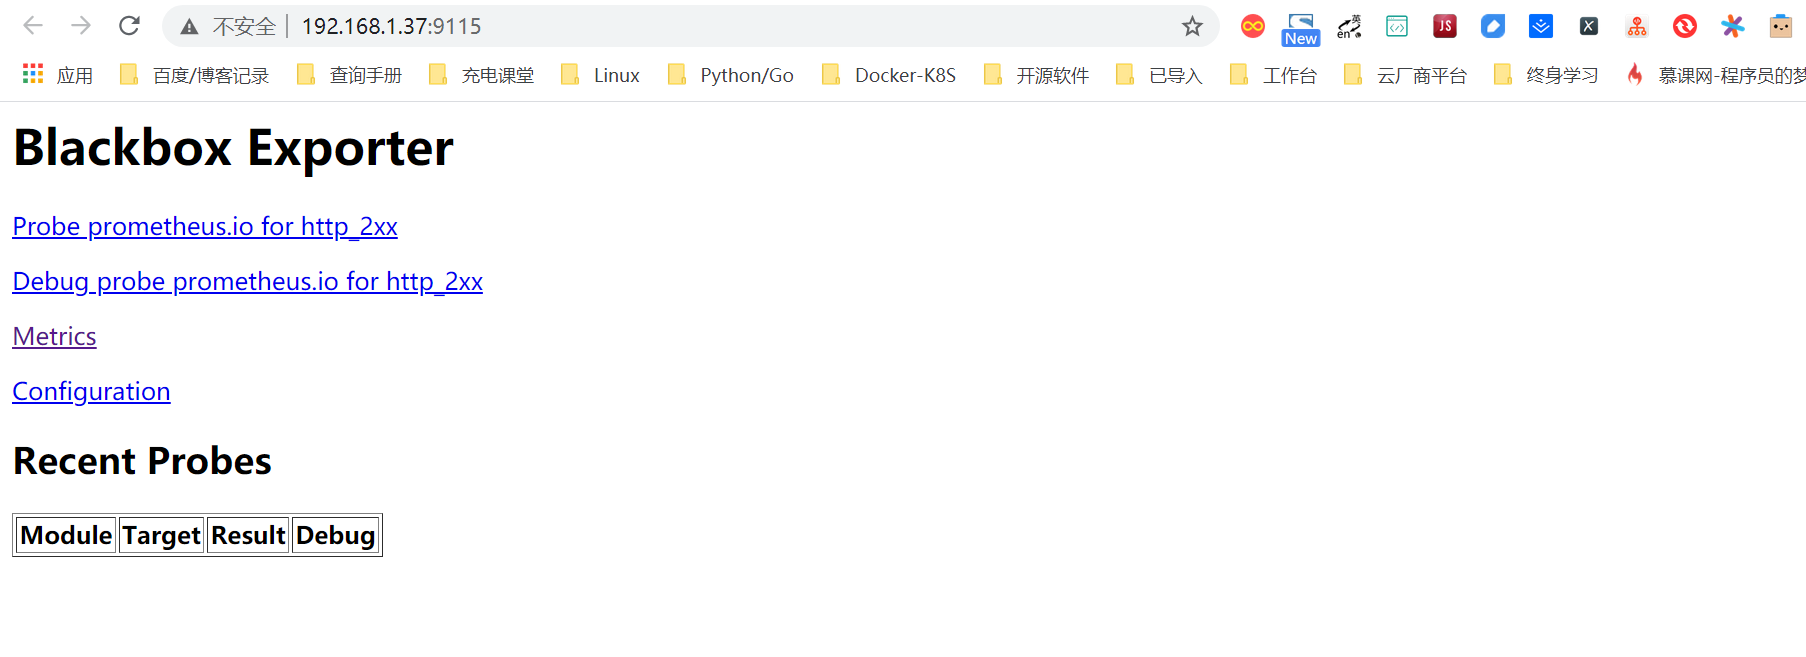 不安全 192.168.1.37:9115
New
英
en
JS
X
应用 百度/博客记录 查询手册 充电课堂 Linux Python/Go Docker-K8S 开源软件 已导入 工作台 云厂商平台 终身学习 慕课网-程序员的梦
Blackbox Exporter
Probe prometheus.io for http_2xx
Debug probe prometheus.io for http_2xx
Metrics
Configuration
Recent Probes
Module Target Result Debug